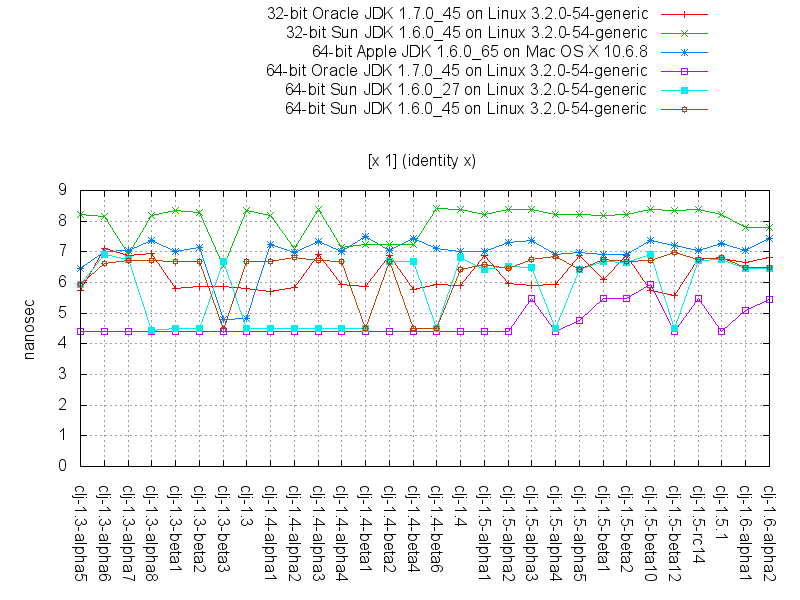 32-bit Oracle JDK 1.7.0_45 on Linux 3.2.0-54-generic
32-bit Sun JDK 1.6.0_45 on Linux 3.2.0-54-generic
64-bit Apple JDK 1.6.0_65 on Mac OS X 10.6.8
64-bit Oracle JDK 1.7.0_45 on Linux 3.2.0-54-generic
64-bit Sun JDK 1.6.0_27 on Linux 3.2.0-54-generic
64-bit Sun JDK 1.6.0_45 on Linux 3.2.0-54-generic
[x 1] (identity x)
9
8
7
6
5
4
3
2
1
0
nanosec
clj-1.3-alpha5
clj-1.3-alpha6
clj-1.3-alpha7
clj-1.3-alpha8
clj-1.3-beta1
clj-1.3-beta2
clj-1.3-beta3
clj-1.3
clj-1.4-alpha1
clj-1.4-alpha2
clj-1.4-alpha3
clj-1.4-alpha4
clj-1.4-beta1
clj-1.4-beta2
clj-1.4-beta4
clj-1.4-beta6
clj-1.4
clj-1.5-alpha1
clj-1.5-alpha2
clj-1.5-alpha3
clj-1.5-alpha4
clj-1.5-alpha5
clj-1.5-beta1
clj-1.5-beta2
clj-1.5-beta10
clj-1.5-beta12
clj-1.5-rc14
clj-1.5.1
clj-1.6-alpha1
clj-1.6-alpha2